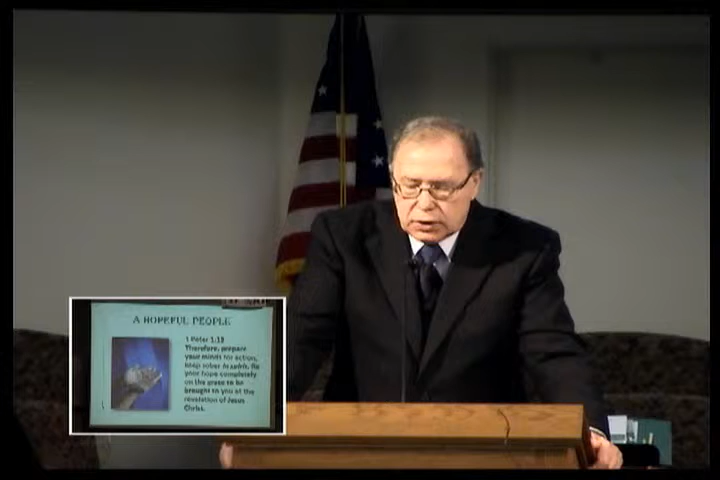 A HOPEFUL PEOPLE
1 Peter 1:13
Therefore, prepare
your minds for action,
keep sober in spirit, fix
your hope completely
on the grace to be
brought to you at the
revelation of Jesus
Christ.